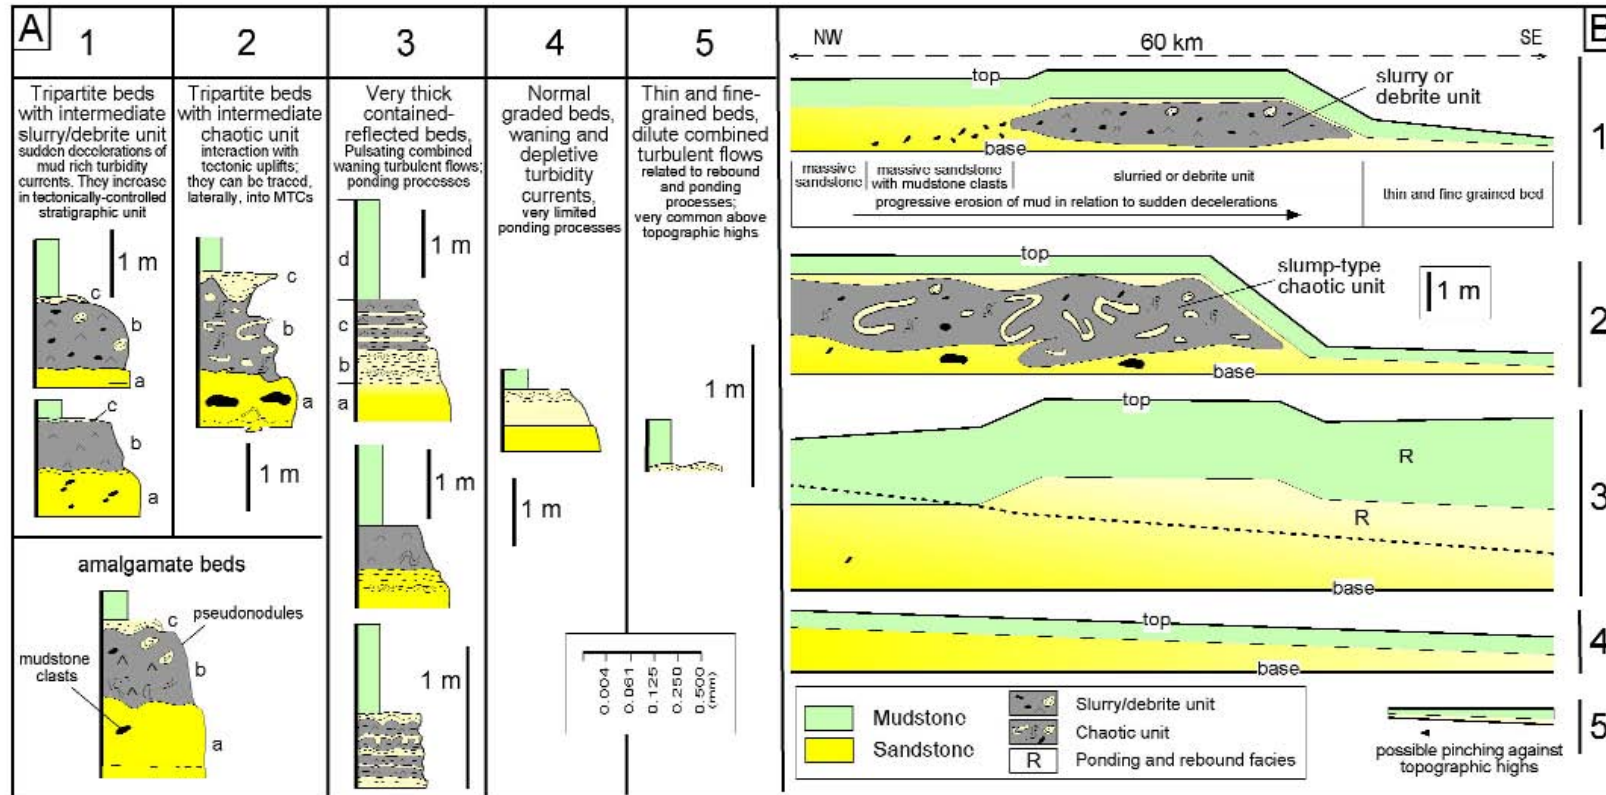 A
1
2
3
4
5
Tripartite beds
with intermediate
slurry/debrite unit
sudden decelerations of
mud rich turbidity
currents. They increase
in tectonically-controlled
stratigraphic unit
1 m
c
b
a
c
b
a
Tripartite beds
with intermediate
chaotic unit
interaction with
tectonic uplifts;
they can be traced,
laterally, into MTCs
c
b
a
1 m
Very thick
contained-
reflected beds,
Pulsating combined
waning turbulent flows;
ponding processes
1 m
d
c
b
a
1 m
1 m
Normal
graded beds,
waning and
depletive
turbidity
currents,
very limited
ponding processes
1 m
Thin and fine-
grained beds,
dilute combined
turbulent flows
related to rebound
and ponding
processes;
very common above
topographic highs
1 m
amalgamate beds
pseudonodules
mudstone
clasts
c
b
a
0.004
0.061
0.125
0.250
0.500
(mm)
B
NW
60 km
SE
top
slurry or
debrite unit
base
massive
sandstone
massive sandstone
with mudstone clasts
slurried or debrite unit
thin and fine grained bed
progressive erosion of mud in relation to sudden decelerations
1
top
slump-type
chaotic unit
1 m
base
2
top
R
R
base
3
top
base
4
Mudstone
Sandstone
Slurry/debrite unit
Chaotic unit
R
Ponding and rebound facies
possible pinching against
topographic highs
5